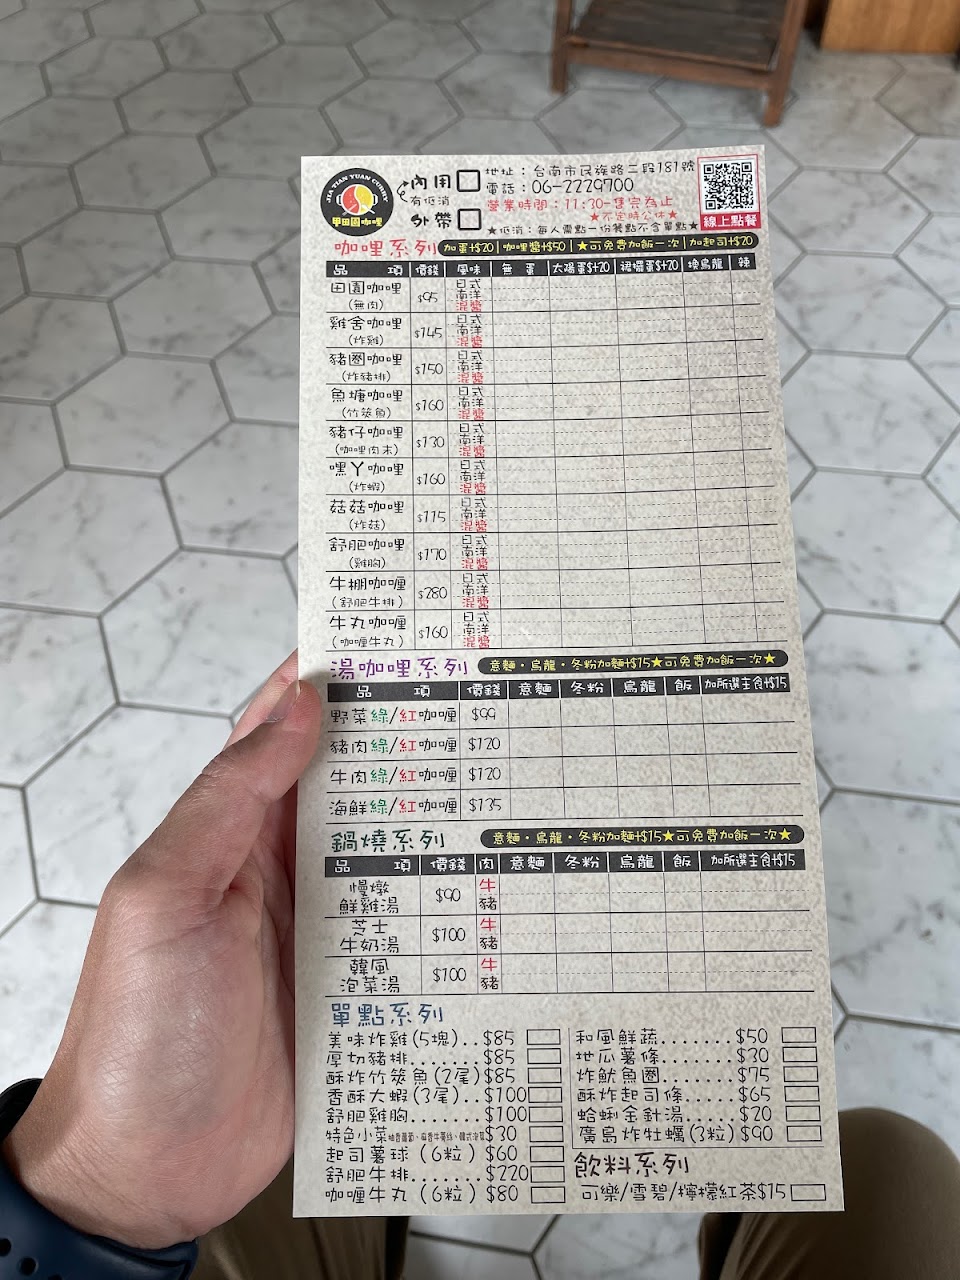 JIA TIAN YUAN CURRY
甲田園咖哩
內用
有低消
外帶
地址：台南市民族路二段181號
電話：06-2229700
營業時間：11:30-售完為止
★不定時公休★
★低消：每人需點一份餐點不含單點★
線上點餐
咖哩系列 加蛋+$20|咖哩醬+$50|★可免費加飯一次|加起司+$20
品項 價錢 風味 無蛋 太陽蛋$+20 裙襬蛋$+20 換烏龍 辣
田園咖哩 (無肉) $95 日式 南洋 混醬
雞舍咖哩 (炸雞) $145 日式 南洋 混醬
豬圈咖哩 (炸豬排) $150 日式 南洋 混醬
魚塘咖哩 (竹筴魚) $160 日式 南洋 混醬
豬仔咖哩 (咖哩肉末) $130 日式 南洋 混醬
嘿丫咖哩 (炸蝦) $160 日式 南洋 混醬
菇菇咖哩 (炸菇) $115 日式 南洋 混醬
舒肥咖哩 (雞胸) $170 日式 南洋 混醬
牛棚咖喱 (舒肥牛排) $280 日式 南洋 混醬
牛丸咖喱 (咖喱牛丸) $160 日式 南洋 混醬
湯咖哩系列 意麵·烏龍·冬粉加麵+$15★可免費加飯一次★
品項 價錢 意麵 冬粉 烏龍 飯 加所選主食+$15
野菜綠/紅咖喱 $99
豬肉綠/紅咖喱 $120
牛肉綠/紅咖喱 $120
海鮮綠/紅咖喱 $135
鍋燒系列 意麵·烏龍·冬粉加麵+$15★可免費加飯一次★
品項 價錢 肉 意麵 冬粉 烏龍 飯 加所選主食+$15
慢燉鮮雞湯 $90 牛 豬
芝士牛奶湯 $100 牛 豬
韓風泡菜湯 $100 牛 豬
單點系列
美味炸雞(5塊)..$85
厚切豬排.......$85
酥炸竹筴魚(2尾)$85
香酥大蝦(3尾)..$100
舒肥雞胸.......$100
特色小菜 $30
起司薯球(6粒) $60
舒肥牛排.......$220
咖喱牛丸(6粒) $80
和風鮮蔬.......$50
地瓜薯條.......$30
炸魷魚圈.......$75
酥炸起司條.....$65
蛤蜊金針湯.....$20
廣島炸牡蠣(3粒)$90
飲料系列
可樂/雪碧/檸檬紅茶$15